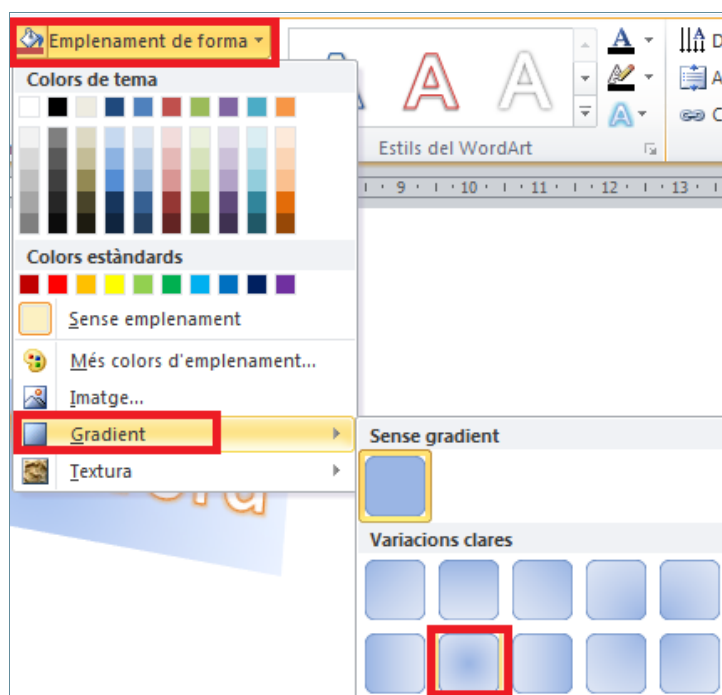 Emplenament de forma
Colors de tema
A
A
A
D
A
C
Estils del WordArt
9 10 11 12 13
Colors estàndards
Sense emplenament
Més colors d'emplenament...
Imatge...
Gradient
Textura
Sense gradient
Variacions clares